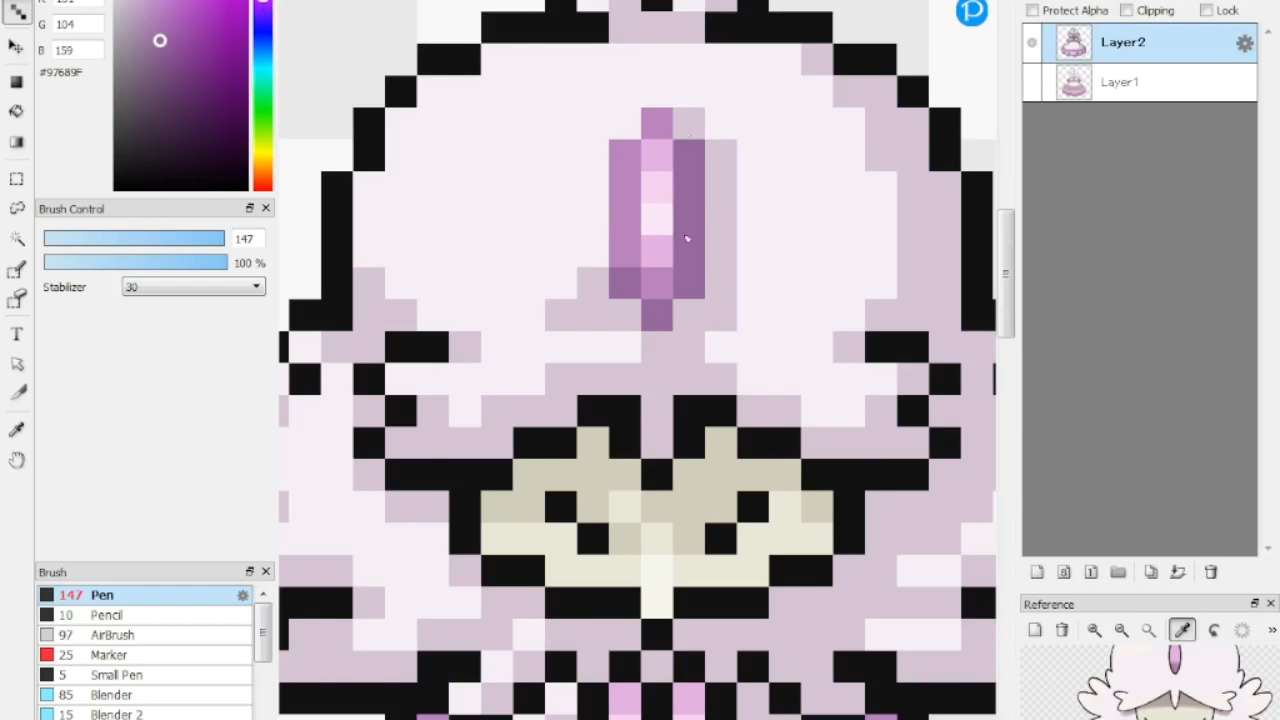 Protect Alpha Clipping Lock
G 104
B 159
#97689F
Layer2
Layer1
Brush Control
147
100 %
Stabilizer 30
T
Brush
147 Pen
10 Pencil
97 AirBrush
25 Marker
5 Small Pen
85 Blender
15 Blender 2
Reference